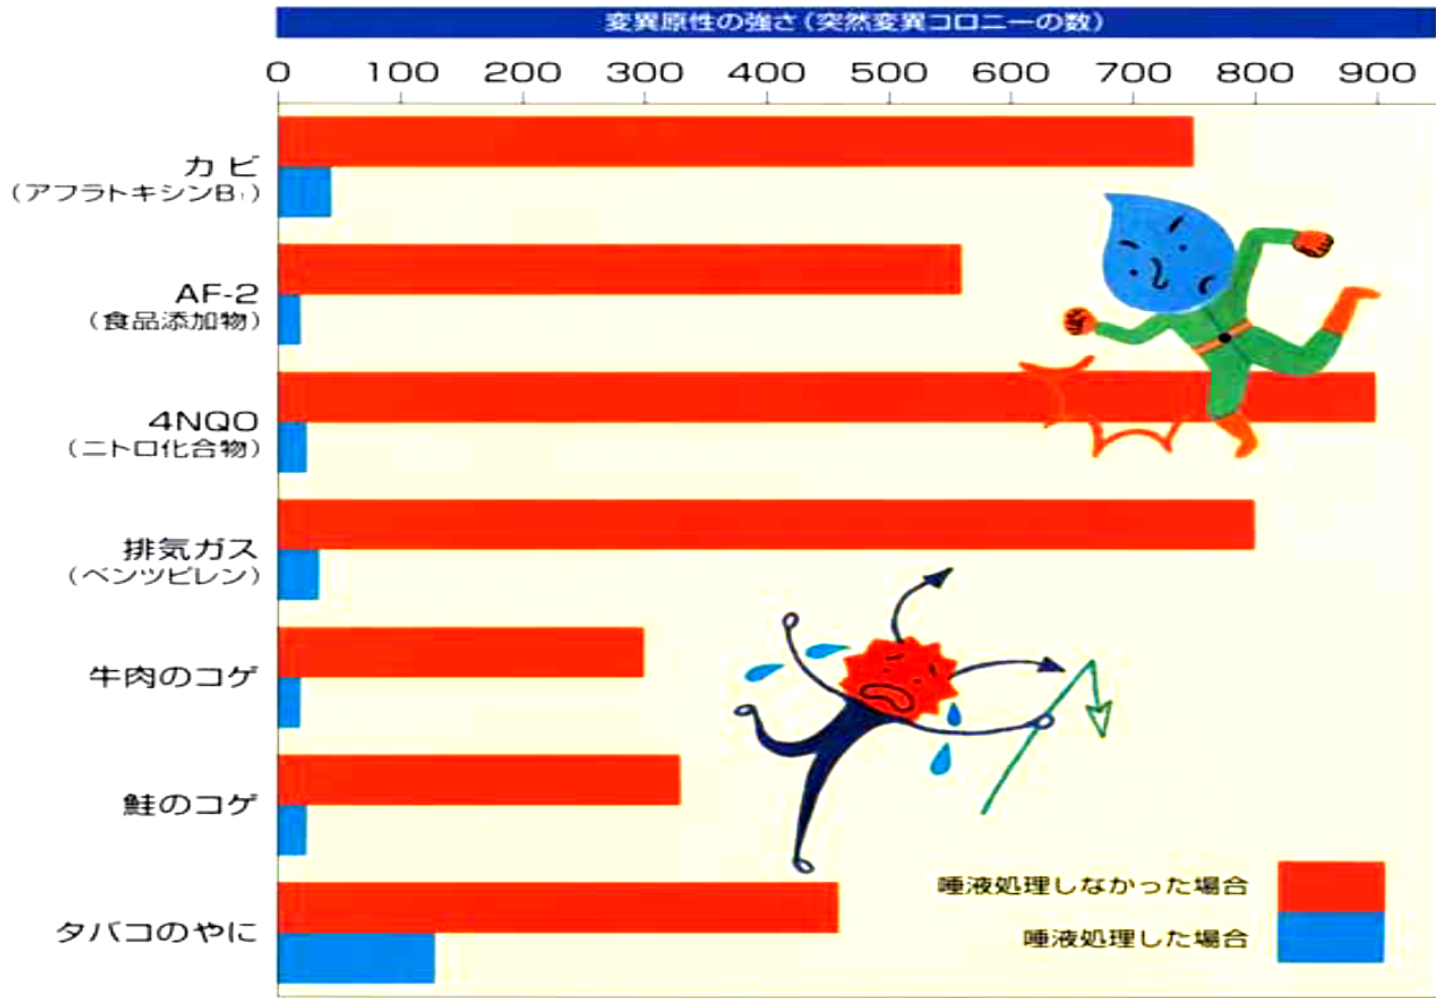 変異原性の強さ（突然変異コロニーの数）
0 100 200 300 400 500 600 700 800 900
カビ
（アフラトキシンB₁）
AF-2
（食品添加物）
4NQO
（ニトロ化合物）
排気ガス
（ベンツピレン）
牛肉のコゲ
鮭のコゲ
タバコのやに
唾液処理しなかった場合
唾液処理した場合